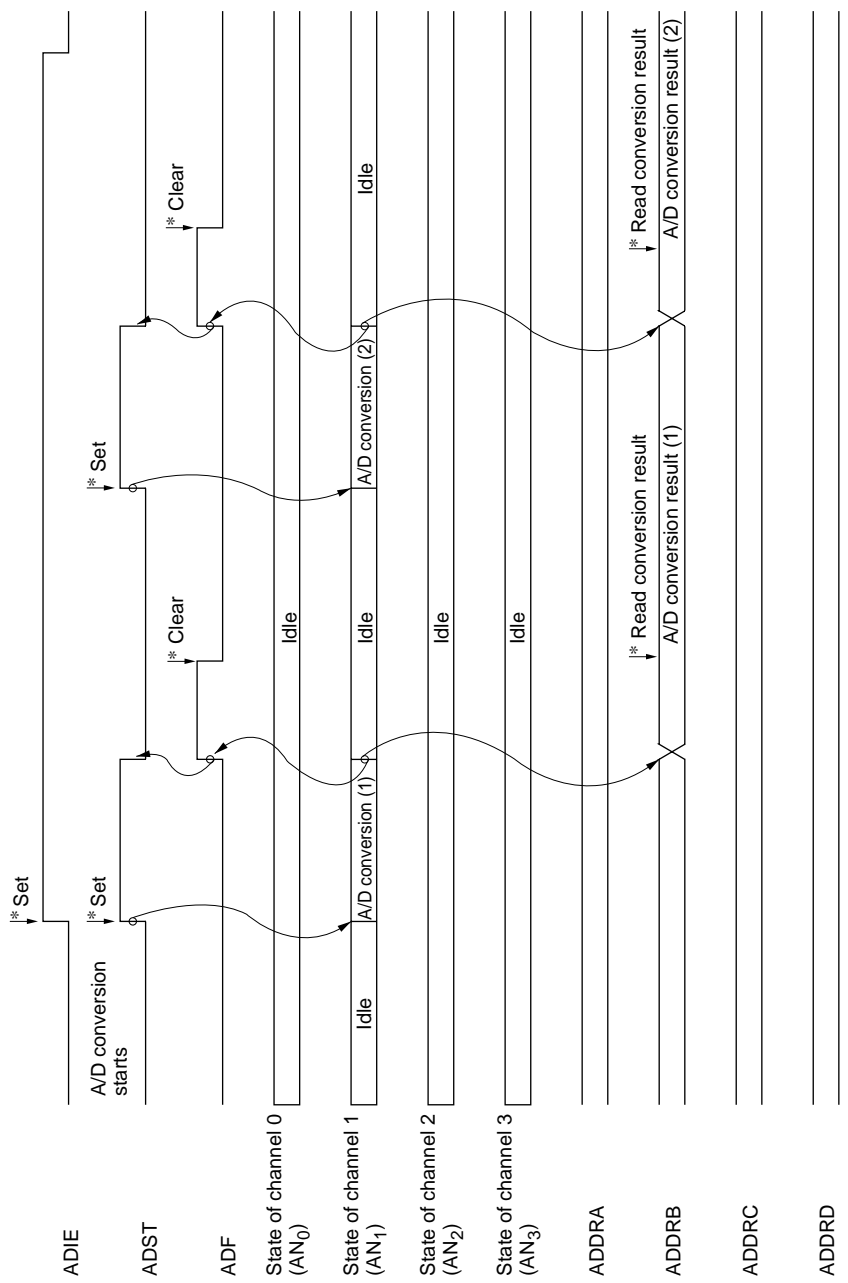 * Set
ADIE
A/D conversion
starts
* Set
* Set
ADST
* Clear
* Clear
ADF
State of channel 0
(AN0)
Idle
State of channel 1
(AN1)
Idle
A/D conversion (1)
Idle
A/D conversion (2)
Idle
State of channel 2
(AN2)
Idle
State of channel 3
(AN3)
Idle
ADDRA
* Read conversion result
* Read conversion result
ADDRB
A/D conversion result (1)
A/D conversion result (2)
ADDRC
ADDRD